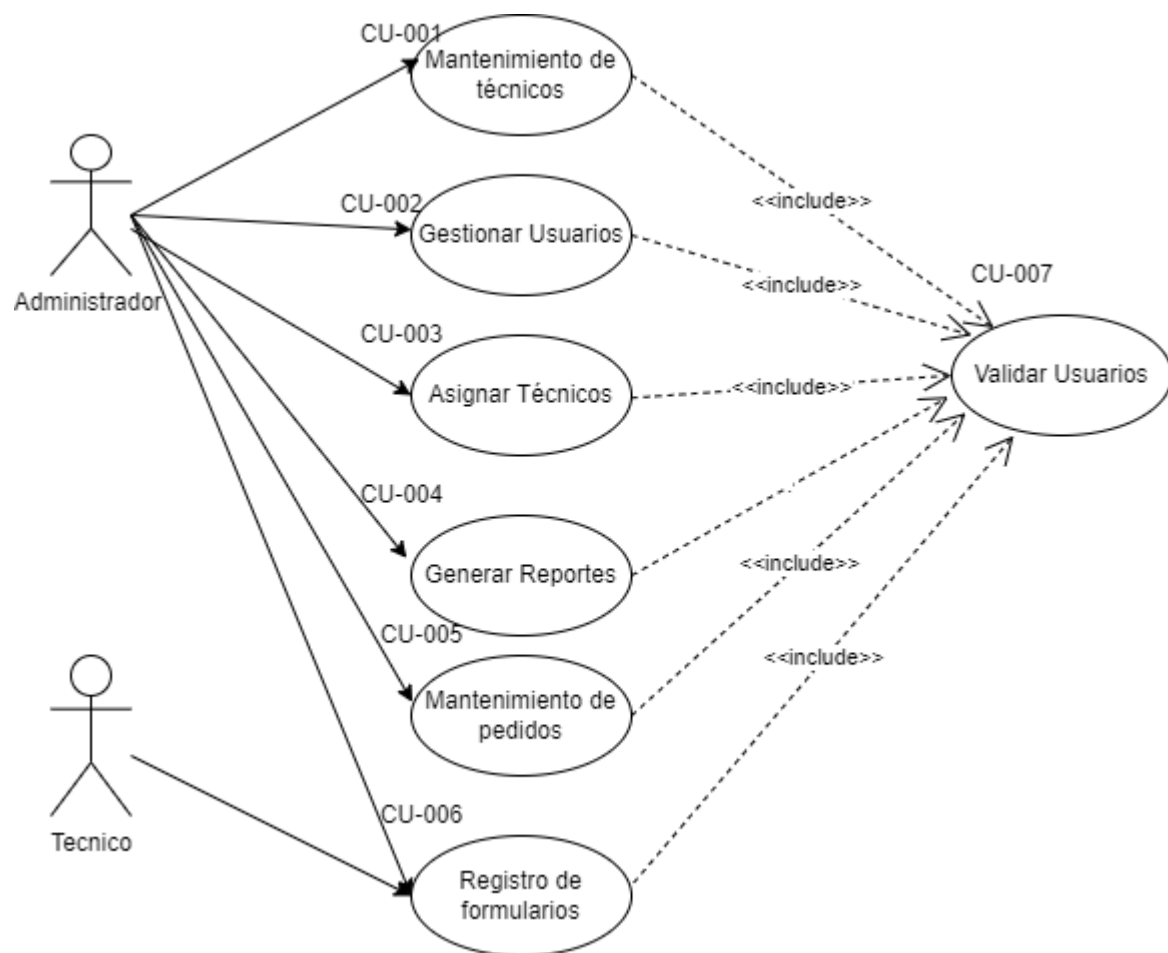 CU-001
Mantenimiento de
técnicos
<<include>>
CU-002
Gestionar Usuarios
<<include>>
CU-007
Administrador
CU-003
Asignar Técnicos
<<include>>
Validar Usuarios
CU-004
Generar Reportes
<<include>>
CU-005
Mantenimiento de
pedidos
<<include>>
CU-006
Tecnico
Registro de
formularios